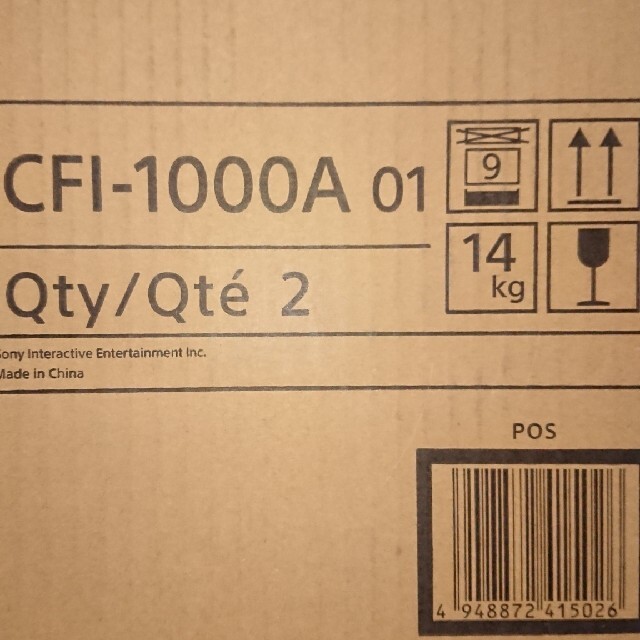 CFI-1000A 01
9
14
kg
Qty/Qté 2
Sony Interactive Entertainment Inc.
Made in China
POS
4 948872 415026